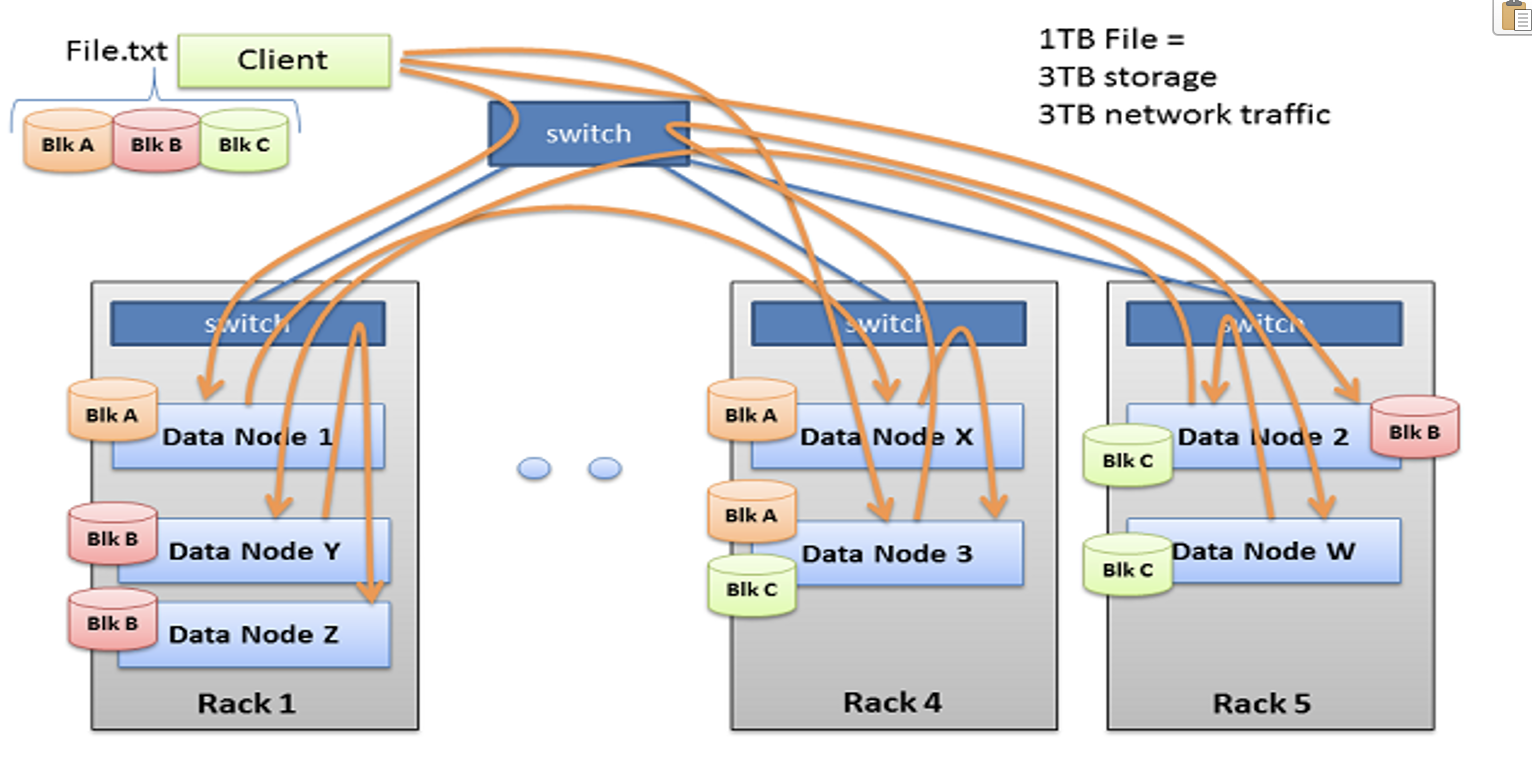 File.txt
Client
1TB File =
3TB storage
3TB network traffic
Blk A
Blk B
Blk C
switch
switch
switch
switch
Blk A
Data Node 1
Blk A
Data Node X
Data Node 2
Blk B
Blk C
Blk B
Data Node Y
Blk A
Data Node 3
Blk C
Data Node W
Blk C
Blk B
Data Node Z
Rack 1
Rack 4
Rack 5